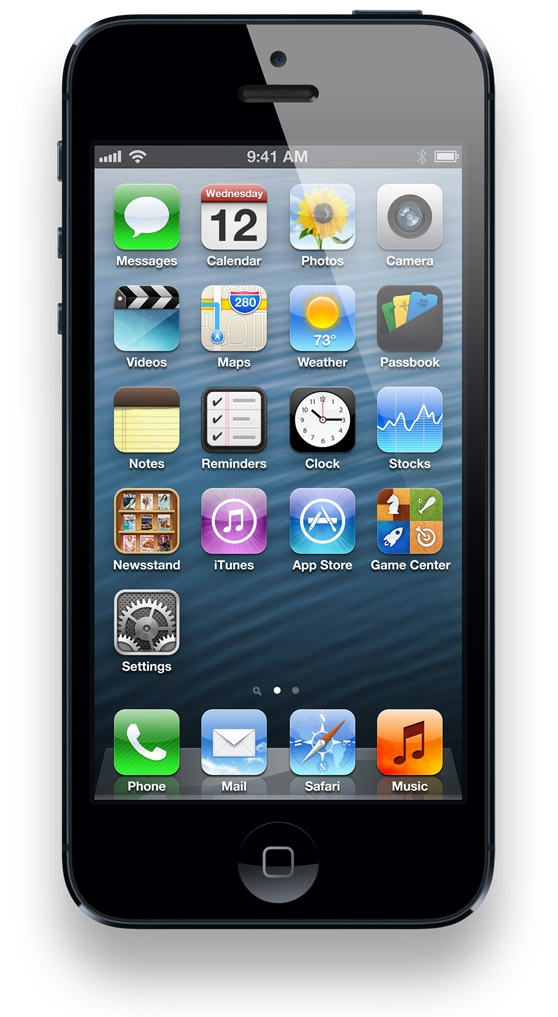 9:41 AM
Wednesday
12
Messages Calendar Photos Camera
280
73°
Videos Maps Weather Passbook
Notes Reminders Clock Stocks
Newsstand iTunes App Store Game Center
Settings
Phone Mail Safari Music